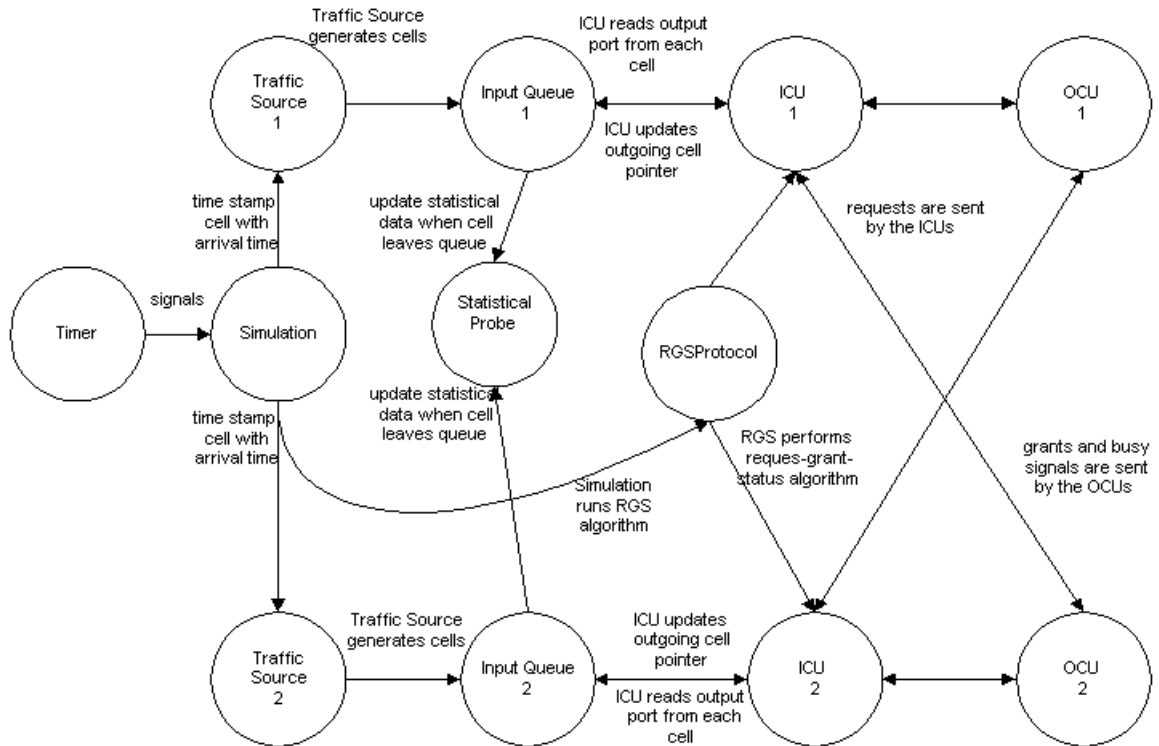 Traffic Source
generates cells
ICU reads output
port from each
cell
Traffic
Source
1
Input Queue
1
ICU
1
OCU
1
ICU updates
outgoing cell
pointer
time stamp
cell with
arrival time
update statistical
data when cell
leaves queue
requests are sent
by the ICUs
signals
Timer
Simulation
Statistical
Probe
RGSProtocol
time stamp
cell with
arrival time
update statistical
data when cell
leaves queue
RGS performs
reques-grant-
status algorithm
grants and busy
signals are sent
by the OCUs
Simulation
runs RGS
algorithm
Traffic Source
generates cells
ICU updates
outgoing cell
pointer
Traffic
Source
2
Input Queue
2
ICU
2
OCU
2
ICU reads output
port from each
cell